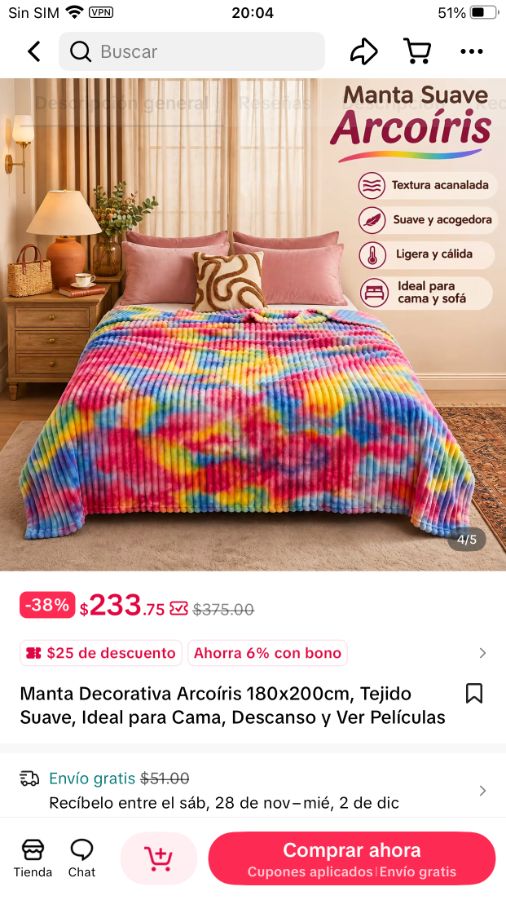 Sin SIM VPN 20:04 51%
Buscar
Descripción general Reseñas
Manta Suave
Arcoíris
Textura acanalada
Suave y acogedora
Ligera y cálida
Ideal para
cama y sofá
4/5
-38% $233.75 $375.00
$25 de descuento Ahorra 6% con bono
Manta Decorativa Arcoíris 180x200cm, Tejido
Suave, Ideal para Cama, Descanso y Ver Películas
Envío gratis $51.00
Recíbelo entre el sáb, 28 de nov–mié, 2 de dic
Tienda Chat
Comprar ahora
Cupones aplicados|Envío gratis